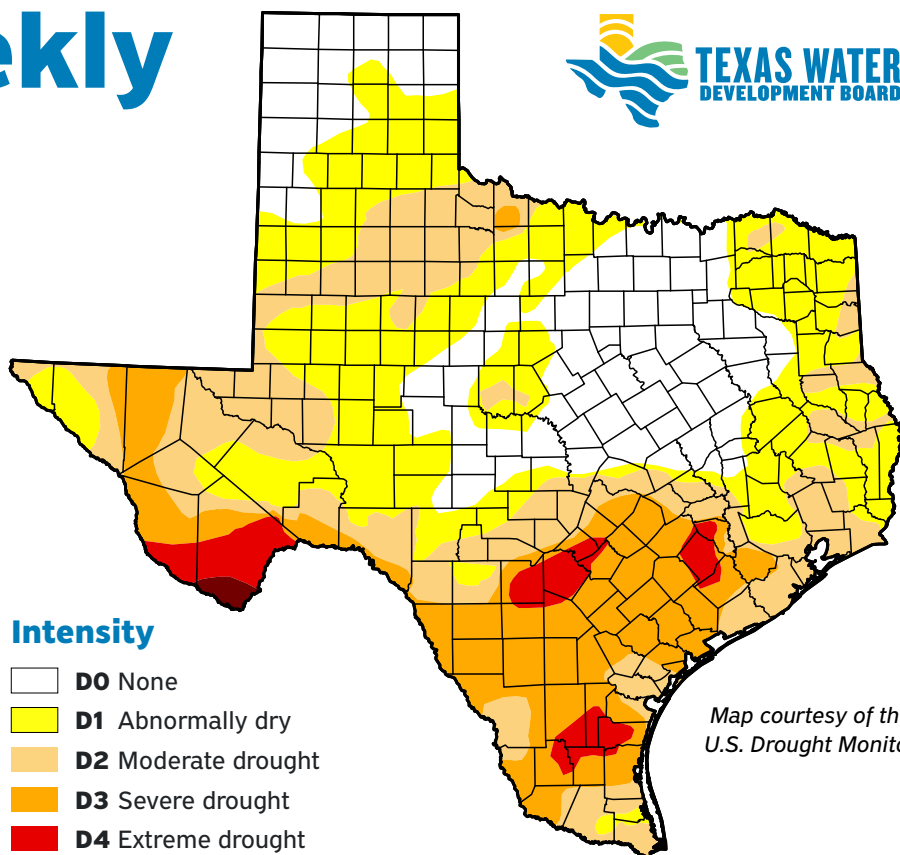 ekly
TEXAS WATER
DEVELOPMENT BOARD
Intensity
D0 None
D1 Abnormally dry
D2 Moderate drought
D3 Severe drought
D4 Extreme drought
Map courtesy of th
U.S. Drought Monito